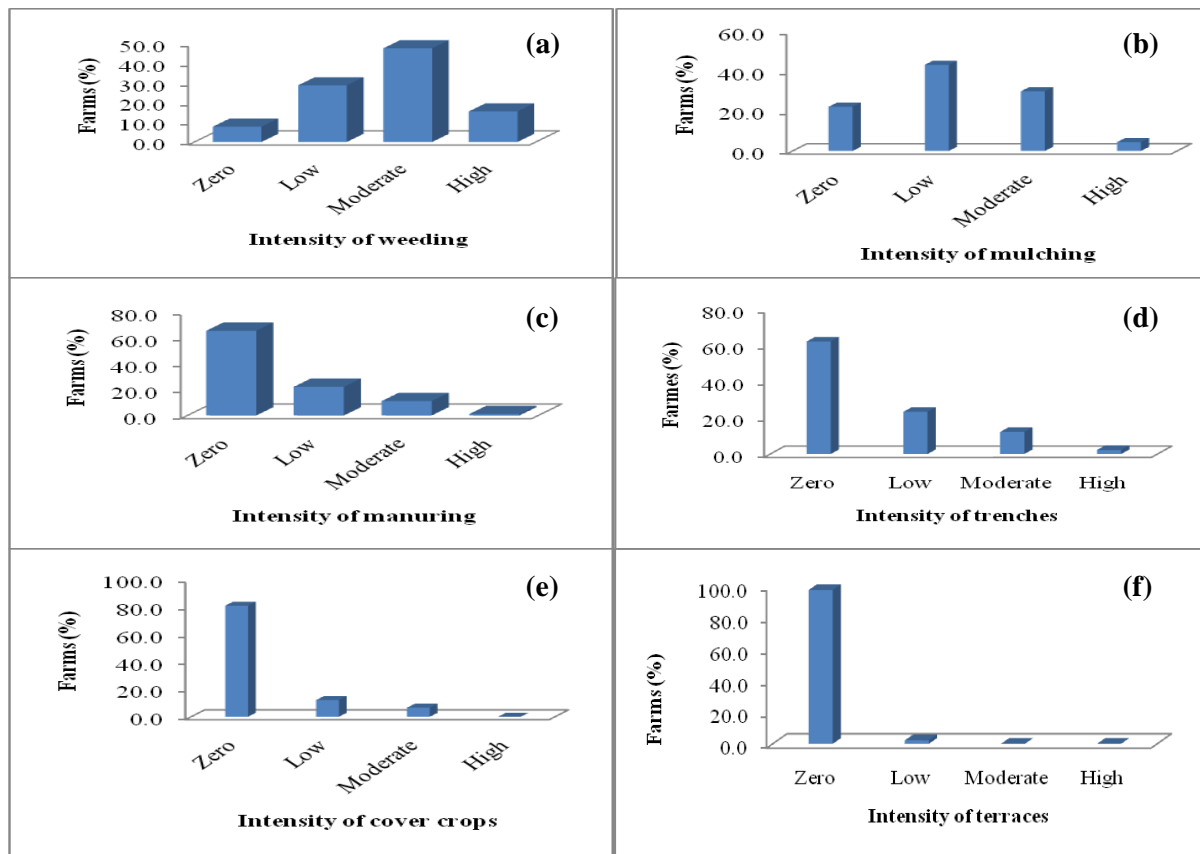 (a)
Farms (%)
50.0
40.0
30.0
20.0
10.0
0.0
Zero
Low
Moderate
High
Intensity of weeding
(b)
Farms (%)
60.0
40.0
20.0
0.0
Zero
Low
Moderate
High
Intensity of mulching
(c)
Farms (%)
80.0
60.0
40.0
20.0
0.0
Zero
Low
Moderate
High
Intensity of manuring
(d)
Farmes (%)
80.0
60.0
40.0
20.0
0.0
Zero Low Moderate High
Intensity of trenches
(e)
Farms (%)
100.0
80.0
60.0
40.0
20.0
0.0
Zero
Low
Moderate
High
Intensity of cover crops
(f)
Farms (%)
100.0
80.0
60.0
40.0
20.0
0.0
Zero Low Moderate High
Intensity of terraces